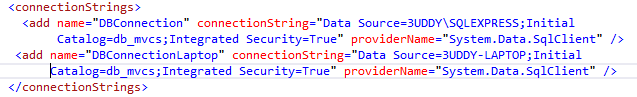 <connectionStrings>
<add name="DBConnection" connectionString="Data Source=3UDDY\SQLEXPRESS;Initial
Catalog=db_mvcs;Integrated Security=True" providerName="System.Data.SqlClient" />
<add name="DBConnectionLaptop" connectionString="Data Source=3UDDY-LAPTOP;Initial
Catalog=db_mvcs;Integrated Security=True" providerName="System.Data.SqlClient" />
</connectionStrings>